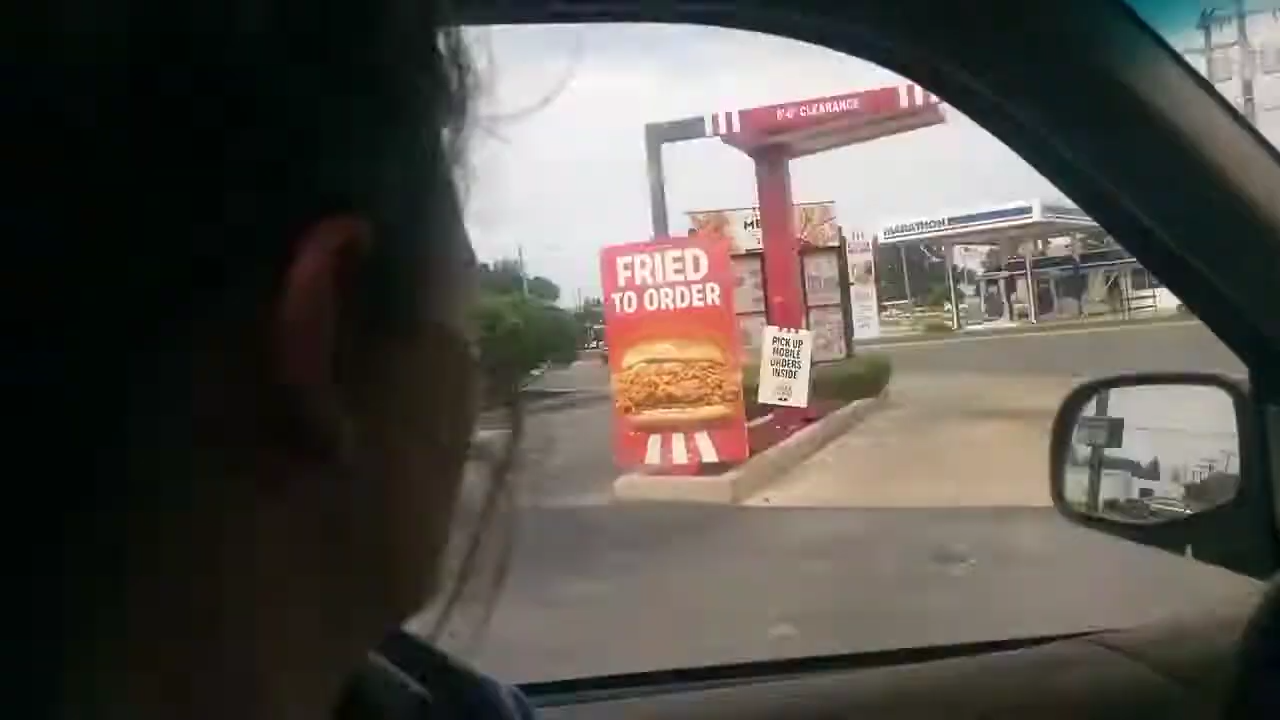 CLEARANCE
MARATHON
FRIED
TO ORDER
PICK UP
MOBILE
ORDERS
INSIDE